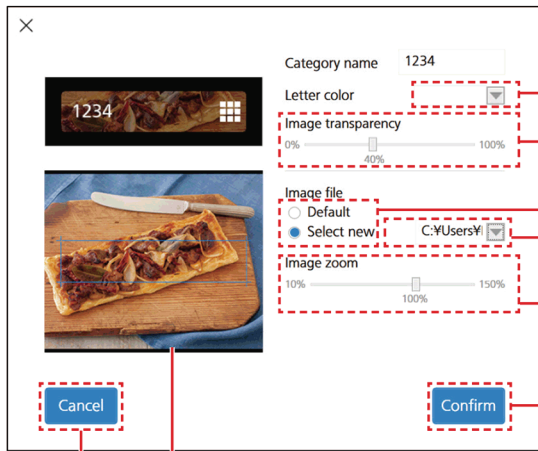 Category name 1234
Letter color
1234
Image transparency
0% 100%
40%
Image file
Default
Select new C:¥Users¥
Image zoom
10% 150%
100%
Cancel Confirm